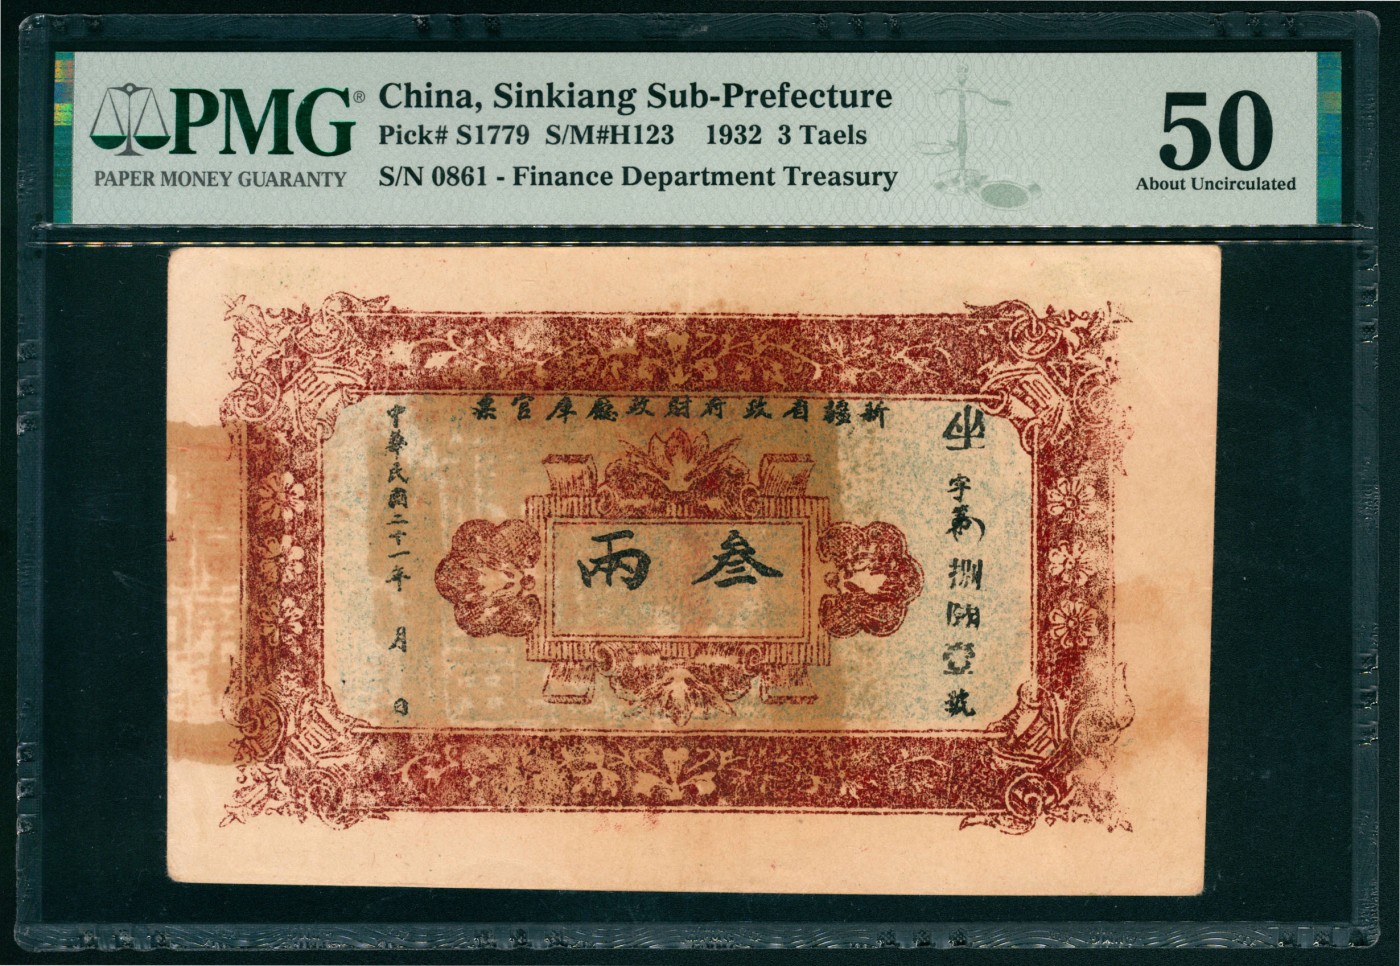 PMG®
PAPER MONEY GUARANTY
China, Sinkiang Sub-Prefecture
Pick# S1779 S/M#H123 1932 3 Taels
S/N 0861 - Finance Department Treasury
50
About Uncirculated
新疆省政府財政廳庫官票
字第捌陌號
叁兩
中華民國二十一年 月 日